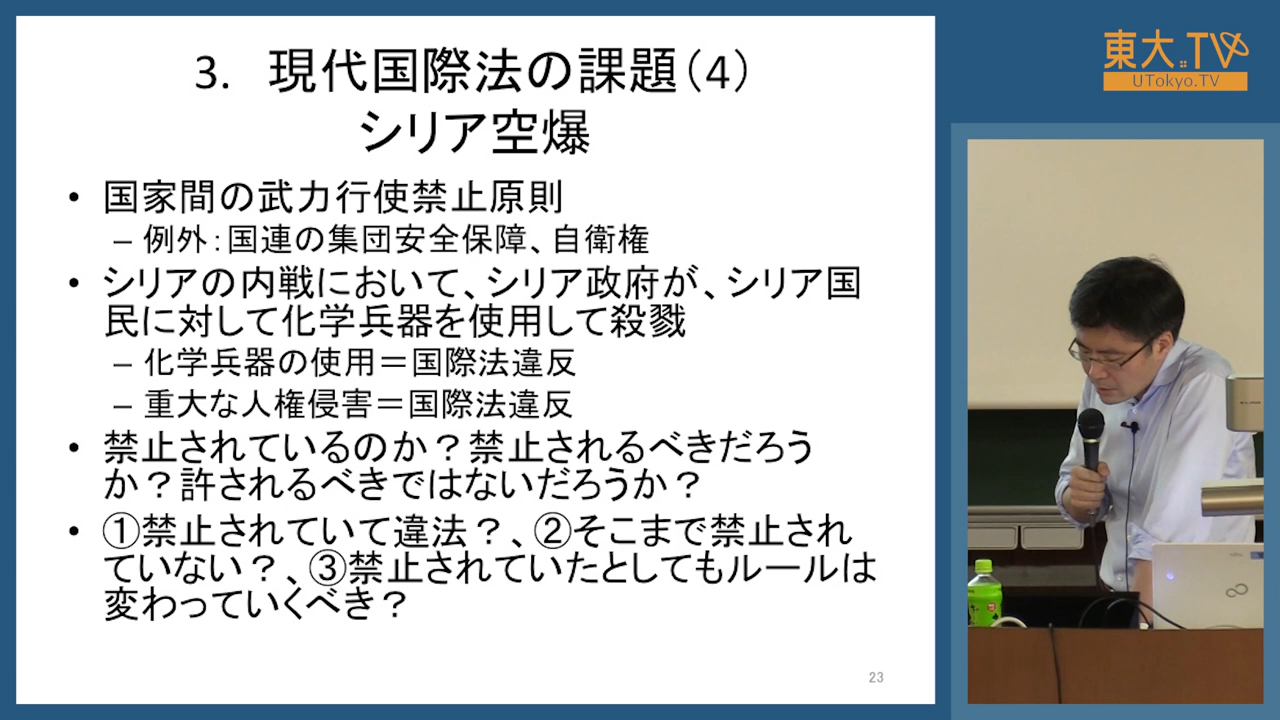 3. 現代国際法の課題（4）
シリア空爆
• 国家間の武力行使禁止原則
– 例外：国連の集団安全保障、自衛権
• シリアの内戦において、シリア政府が、シリア国
民に対して化学兵器を使用して殺戮
– 化学兵器の使用＝国際法違反
– 重大な人権侵害＝国際法違反
• 禁止されているのか？禁止されるべきだろう
か？許されるべきではないだろうか？
• ①禁止されていて違法？、②そこまで禁止され
ていない？、③禁止されていたとしてもルールは
変わっていくべき？
23
東大.TV
UTokyo.TV